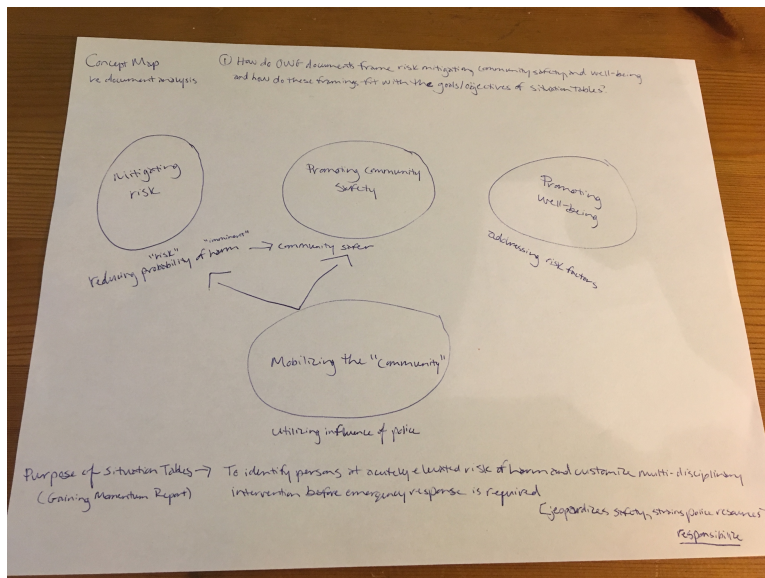 Concept Map
re document analysis
① How do OWG documents frame risk mitigating, community safety, and well-being
and how do these framings fit with the goals/objectives of Situation Tables?
Mitigating
risk
Promoting Community
Safety
Promoting
Well-being
"risk" "imminent"
reducing probability of harm → community safer
addressing risk factors
Mobilizing the "Community"
utilizing influence of police
Purpose of Situation Tables → To identify persons at acutely elevated risk of harm and customize multi-disciplinary
(Gaining Momentum Report) intervention before emergency response is required
[jeopardizes safety, strains police resources
responsibilize